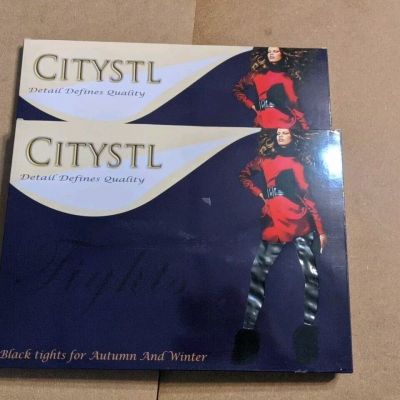 CITYSTL
Detail Defines Quality
CITYSTL
Detail Defines Quality
Tights
Black tights for Autumn And Winter